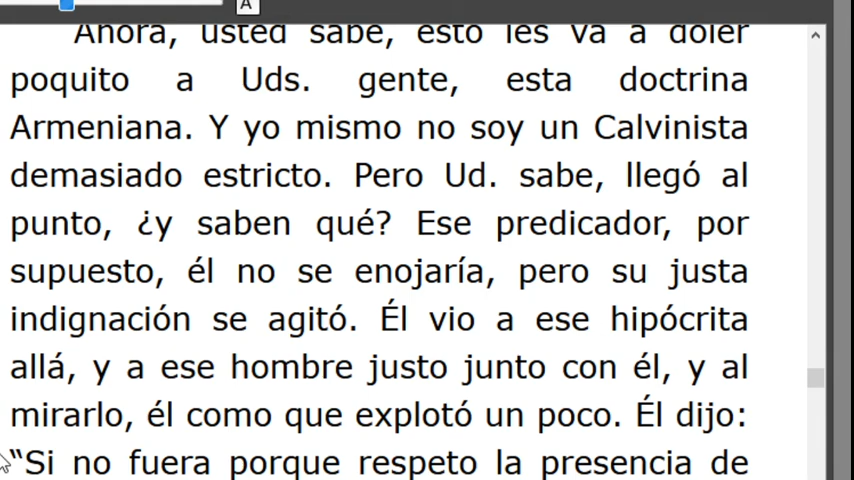 A
Ahora, usted sabe, esto les va a doler
poquito a Uds. gente, esta doctrina
Armeniana. Y yo mismo no soy un Calvinista
demasiado estricto. Pero Ud. sabe, llegó al
punto, ¿y saben qué? Ese predicador, por
supuesto, él no se enojaría, pero su justa
indignación se agitó. Él vio a ese hipócrita
allá, y a ese hombre justo junto con él, y al
mirarlo, él como que explotó un poco. Él dijo:
“Si no fuera porque respeto la presencia de